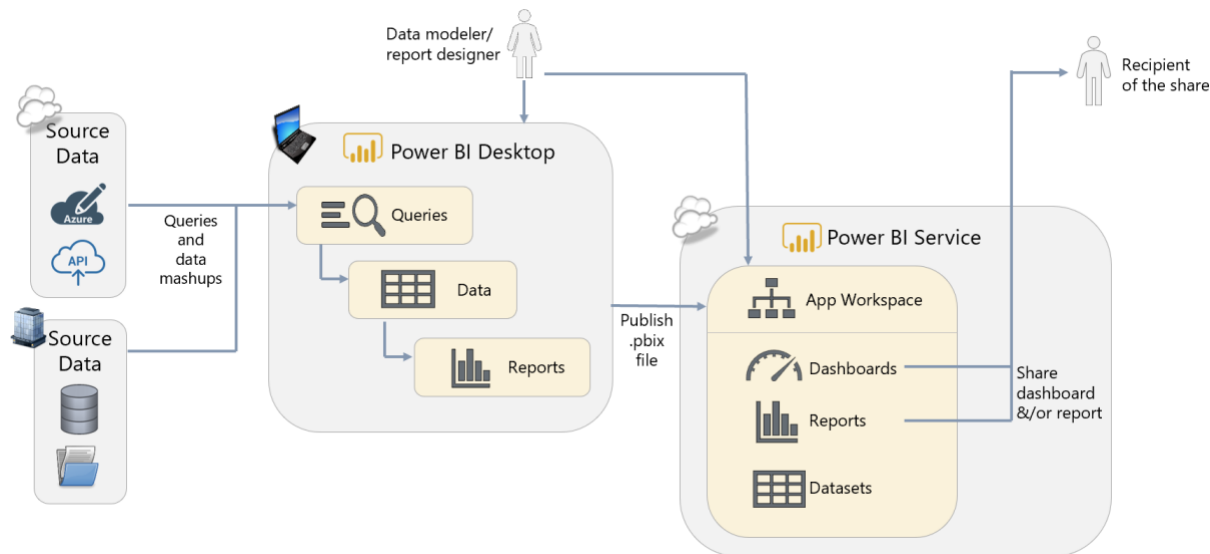 Data modeler/
report designer
Recipient
of the share
Source
Data
Azure
API
Queries
and
data
mashups
Source
Data
Power BI Desktop
Queries
Data
Reports
Publish
.pbix
file
Power BI Service
App Workspace
Dashboards
Reports
Datasets
Share
dashboard
&/or report